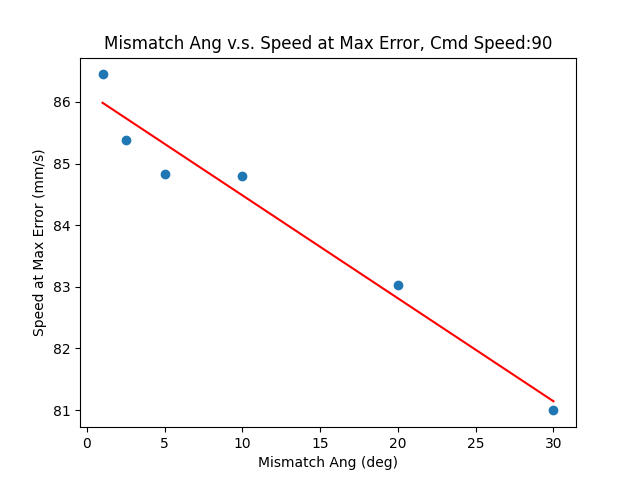 Mismatch Ang v.s. Speed at Max Error, Cmd Speed:90
86
85
84
83
82
81
Speed at Max Error (mm/s)
0 5 10 15 20 25 30
Mismatch Ang (deg)